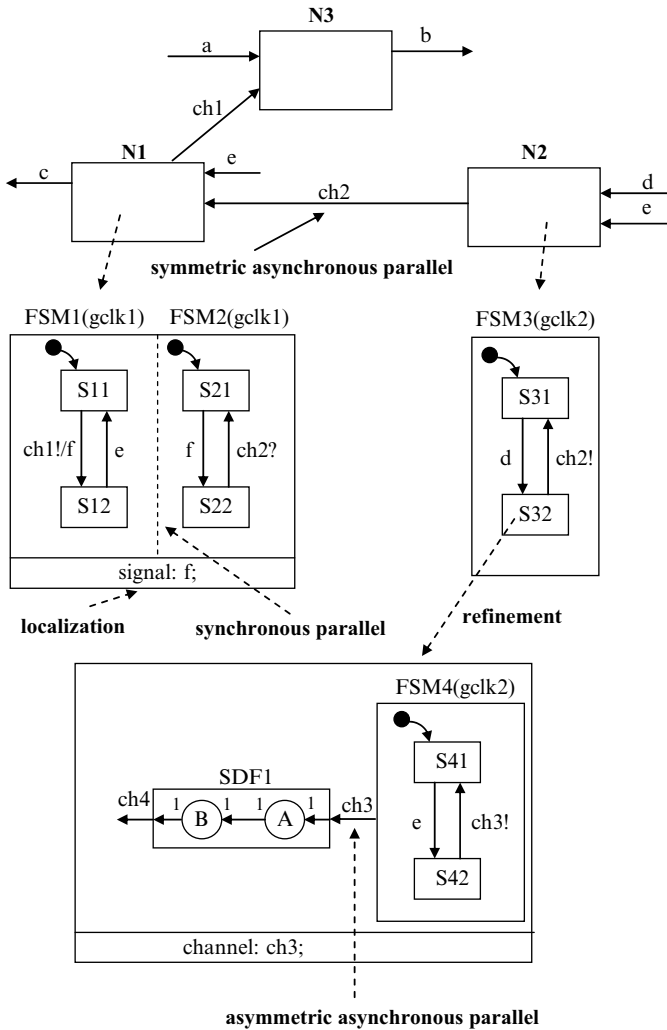 N3
a
b
ch1
N1
N2
c
e
ch2
d
e
symmetric asynchronous parallel
FSM1(gclk1) FSM2(gclk1)
FSM3(gclk2)
S11
S21
S31
ch1!/f
e
f
ch2?
d
ch2!
S12
S22
S32
signal: f;
localization
synchronous parallel
refinement
FSM4(gclk2)
S41
SDF1
ch4
1
B
1
1
A
1
ch3
e
ch3!
S42
channel: ch3;
asymmetric asynchronous parallel